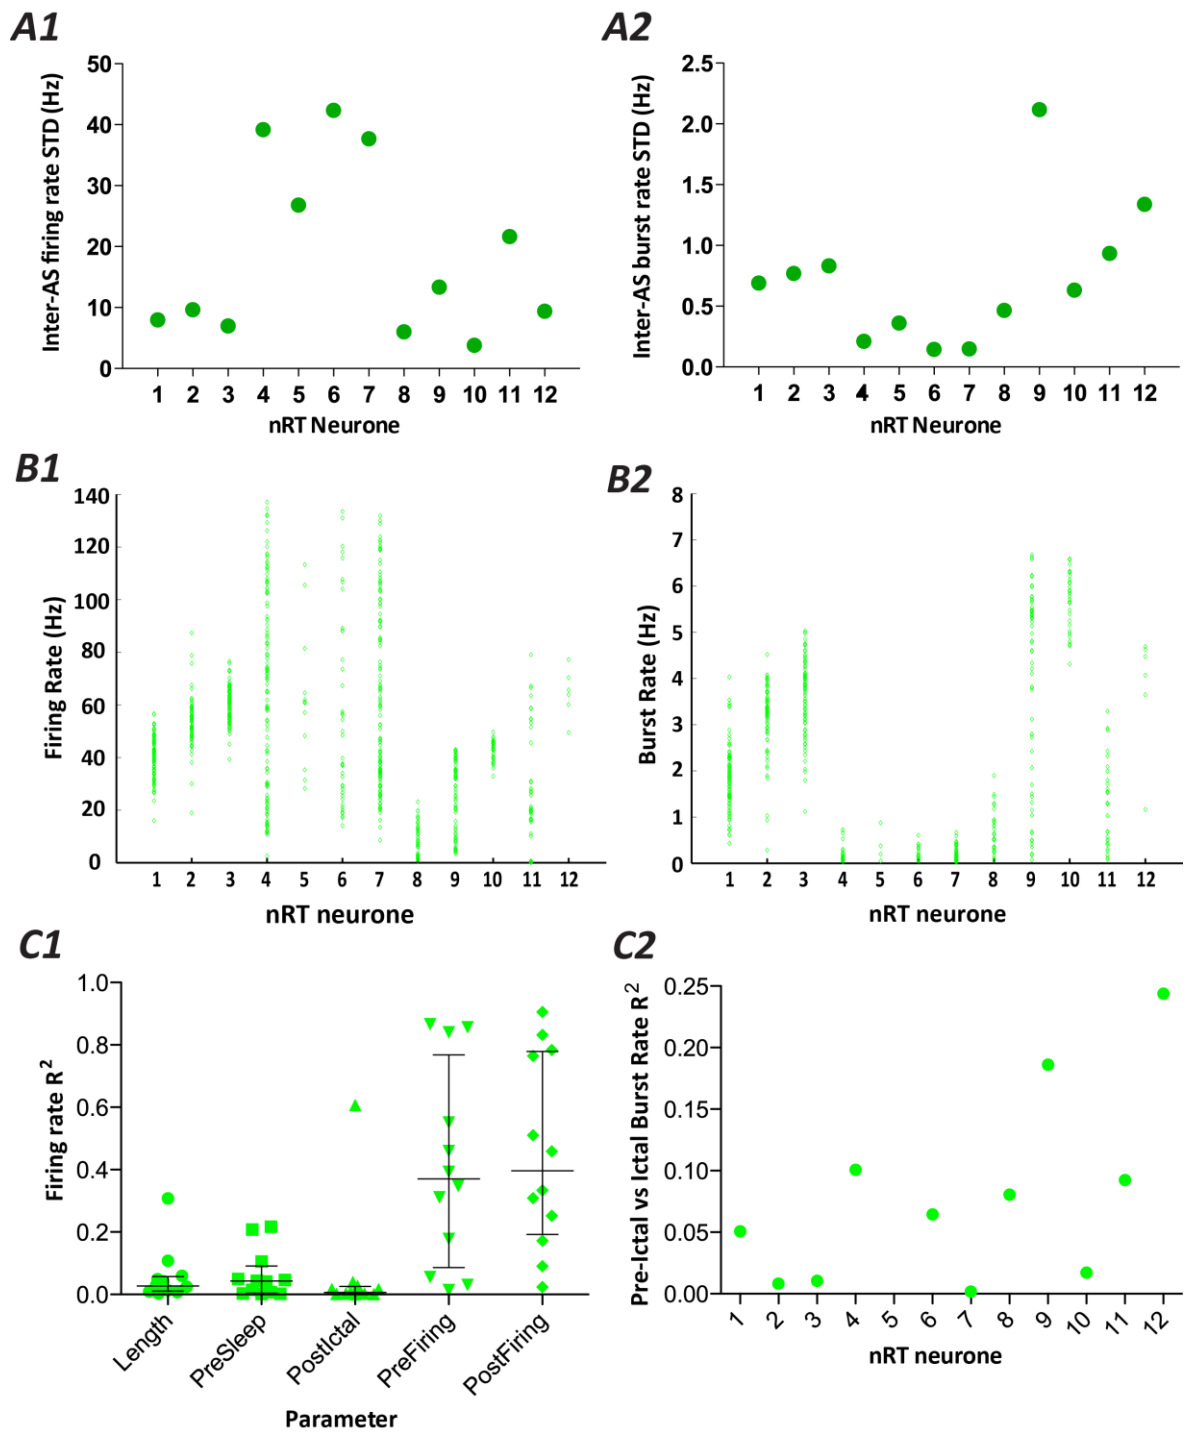 A1
Inter-AS firing rate STD (Hz)
50
40
30
20
10
0
1 2 3 4 5 6 7 8 9 10 11 12
nRT Neurone
A2
Inter-AS burst rate STD (Hz)
2.5
2.0
1.5
1.0
0.5
0.0
1 2 3 4 5 6 7 8 9 10 11 12
nRT Neurone
B1
Firing Rate (Hz)
140
120
100
80
60
40
20
0
1 2 3 4 5 6 7 8 9 10 11 12
nRT neurone
B2
Burst Rate (Hz)
8
7
6
5
4
3
2
1
0
1 2 3 4 5 6 7 8 9 10 11 12
nRT neurone
C1
Firing rate R²
1.0
0.8
0.6
0.4
0.2
0.0
Length PreSleep PostIctal PreFiring PostFiring
Parameter
C2
Pre-Ictal vs Ictal Burst Rate R²
0.25
0.20
0.15
0.10
0.05
0.00
1 2 3 4 5 6 7 8 9 10 11 12
nRT neurone